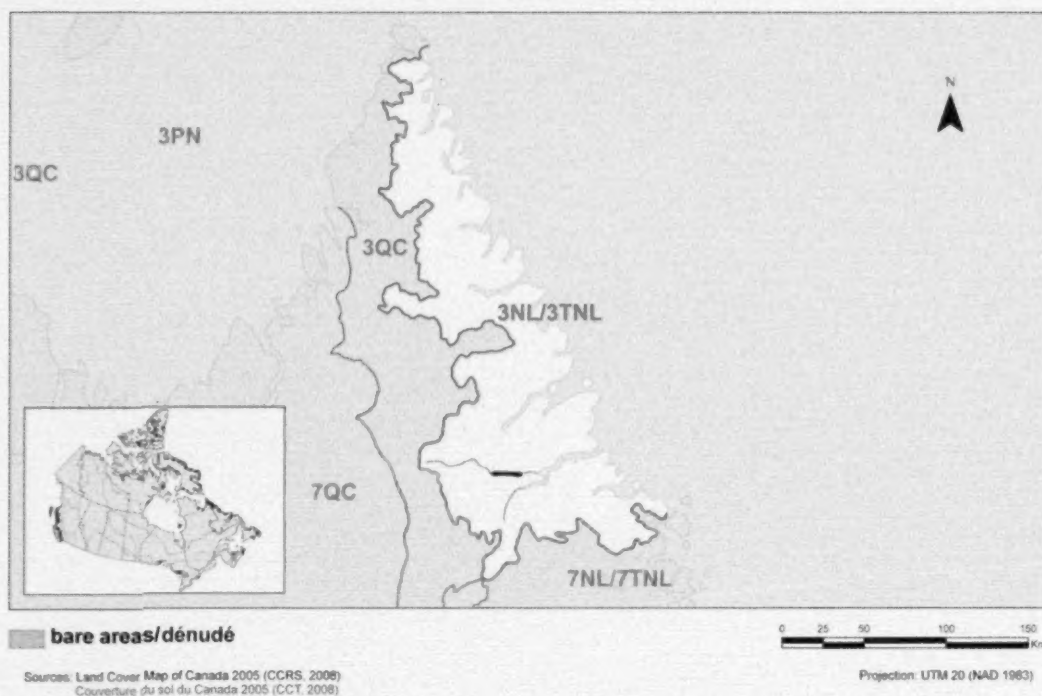 N
3PN
3QC
3QC
3NL/3TNL
7QC
7NL/7TNL
bare areas/dénudé
0 25 50 100 150
Km
Sources: Land Cover Map of Canada 2005 (CCRS, 2008)
Couverture du sol du Canada 2005 (CCT, 2008)
Projection: UTM 20 (NAD 1983)